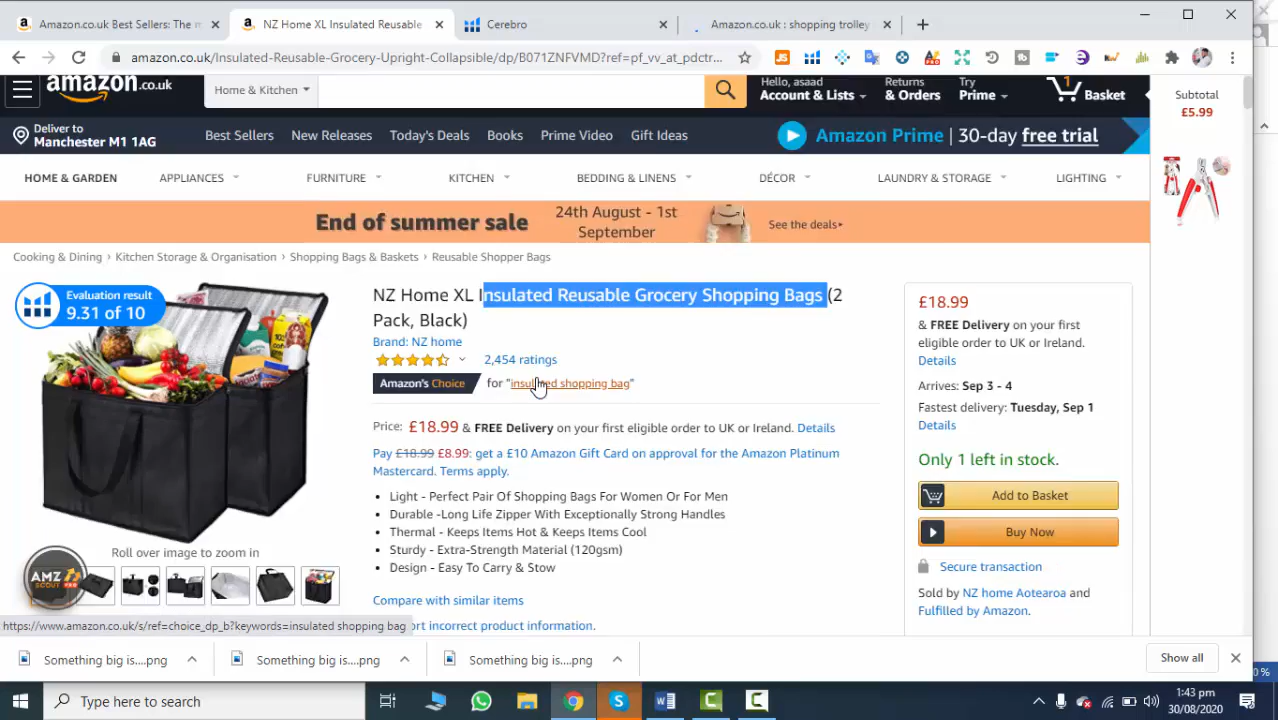 Amazon.co.uk Best Sellers: The m
NZ Home XL Insulated Reusable
Cerebro
Amazon.co.uk : shopping trolley
amazon.co.uk/Insulated-Reusable-Grocery-Upright-Collapsible/dp/B071ZNFVMD?ref=pf_vv_at_pdctr...
amazon.co.uk
Home & Kitchen
Hello, asaad
Account & Lists
Returns
& Orders
Try
Prime
1
Basket
Subtotal
£5.99
Deliver to
Manchester M1 1AG
Best Sellers
New Releases
Today's Deals
Books
Prime Video
Gift Ideas
Amazon Prime | 30-day free trial
HOME & GARDEN
APPLIANCES
FURNITURE
KITCHEN
BEDDING & LINENS
DÉCOR
LAUNDRY & STORAGE
LIGHTING
End of summer sale
24th August - 1st
September
See the deals▸
Cooking & Dining › Kitchen Storage & Organisation › Shopping Bags & Baskets › Reusable Shopper Bags
Evaluation result
9.31 of 10
Roll over image to zoom in
AMZ
SCOUT
PRO
NZ Home XL Insulated Reusable Grocery Shopping Bags (2
Pack, Black)
Brand: NZ home
2,454 ratings
Amazon's Choice for "insulated shopping bag"
Price: £18.99 & FREE Delivery on your first eligible order to UK or Ireland. Details
Pay £18.99 £8.99: get a £10 Amazon Gift Card on approval for the Amazon Platinum
Mastercard. Terms apply.
• Light - Perfect Pair Of Shopping Bags For Women Or For Men
• Durable -Long Life Zipper With Exceptionally Strong Handles
• Thermal - Keeps Items Hot & Keeps Items Cool
• Sturdy - Extra-Strength Material (120gsm)
• Design - Easy To Carry & Stow
Compare with similar items
ort incorrect product information.
£18.99
& FREE Delivery on your first
eligible order to UK or Ireland.
Details
Arrives: Sep 3 - 4
Fastest delivery: Tuesday, Sep 1
Details
Only 1 left in stock.
Add to Basket
Buy Now
Secure transaction
Sold by NZ home Aotearoa and
Fulfilled by Amazon.
https://www.amazon.co.uk/s/ref=choice_dp_b?keywords=insulated shopping bag
Something big is....png
Something big is....png
Something big is....png
Show all
0 %
Type here to search
1:43 pm
30/08/2020